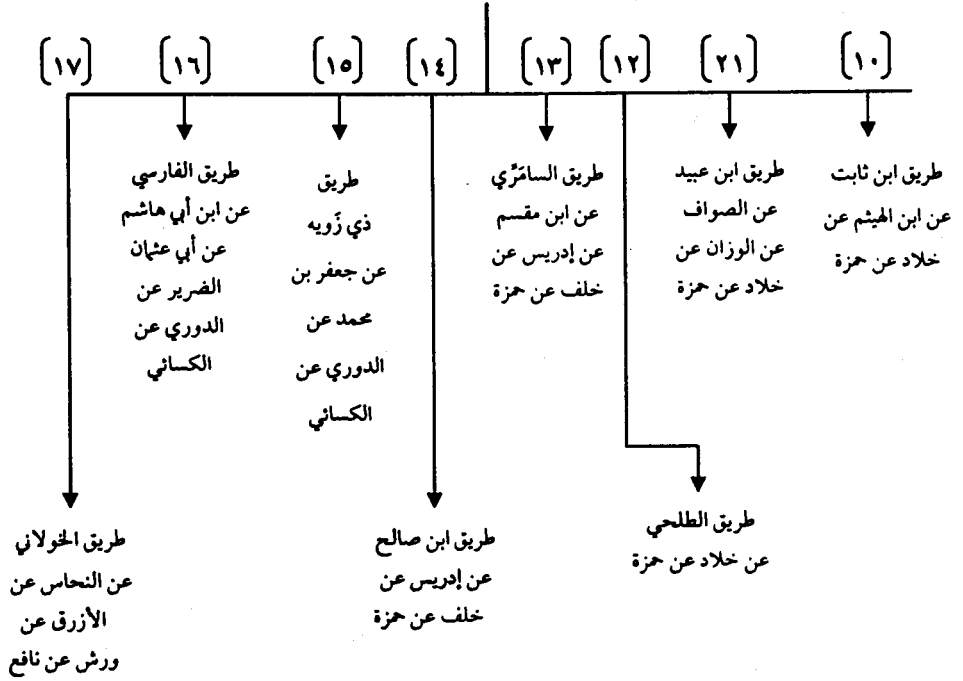 [١٠]
[٢١]
[١٢]
[١٣]
[١٤]
[١٥]
[١٦]
[١٧]
طريق ابن ثابت
عن ابن الهيثم عن
خلاد عن حمزة
طريق ابن عبيد
عن الصواف
عن الوزان عن
خلاد عن حمزة
طريق السامَرِّي
عن ابن مقسم
عن إدريس عن
خلف عن حمزة
طريق
ذي زَويه
عن جعفر بن
محمد عن
الدوري عن
الكسائي
طريق الفارسي
عن ابن أبي هاشم
عن أبي عثمان
الضرير عن
الدوري عن
الكسائي
طريق الطلحي
عن خلاد عن حمزة
طريق ابن صالح
عن إدريس عن
خلف عن حمزة
طريق الخولاني
عن النحاس عن
الأزرق عن
ورش عن نافع